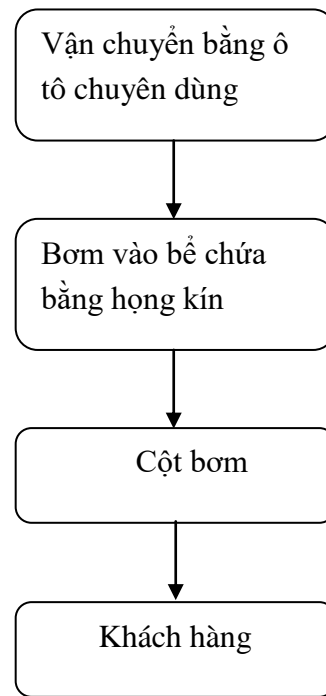 Vận chuyển bằng ô
tô chuyên dùng
Bơm vào bể chứa
bằng họng kín
Cột bơm
Khách hàng